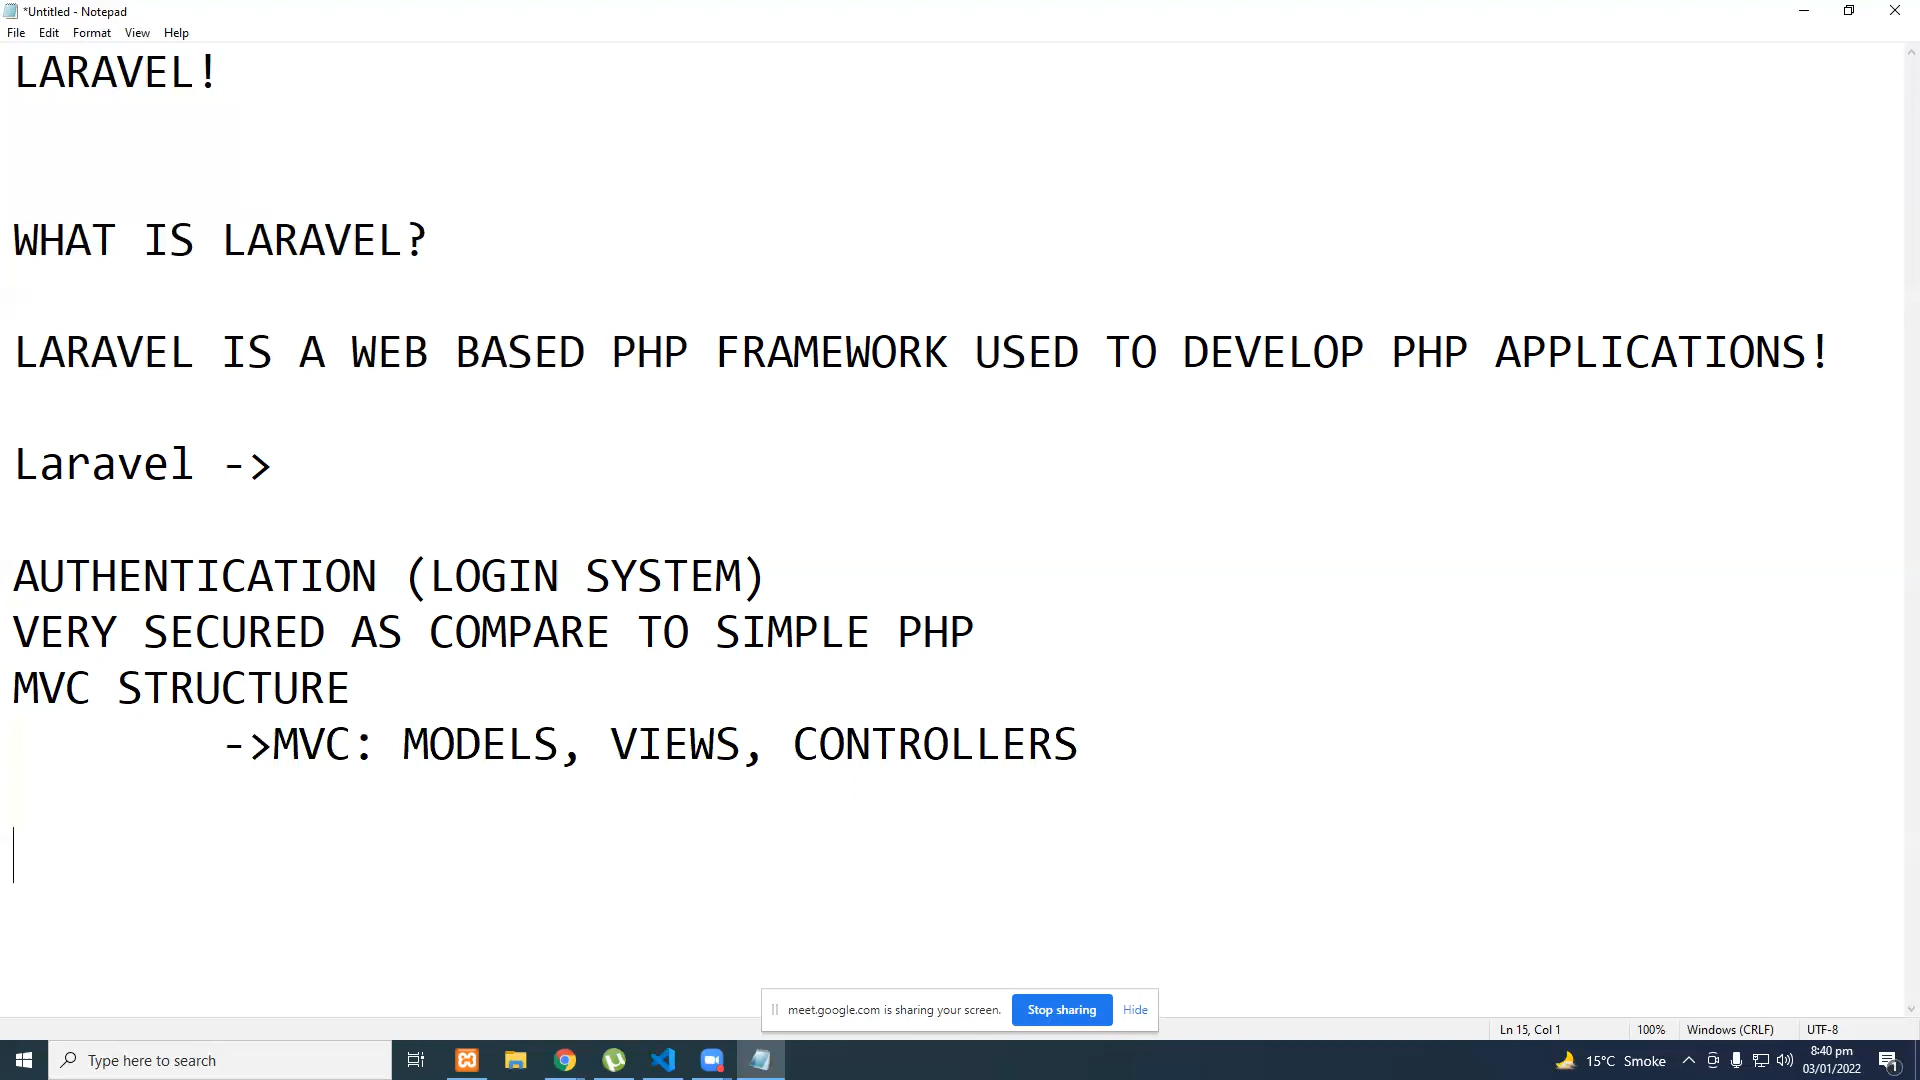 *Untitled - Notepad
File Edit Format View Help
LARAVEL!
WHAT IS LARAVEL?
LARAVEL IS A WEB BASED PHP FRAMEWORK USED TO DEVELOP PHP APPLICATIONS!
Laravel ->
AUTHENTICATION (LOGIN SYSTEM)
VERY SECURED AS COMPARE TO SIMPLE PHP
MVC STRUCTURE
->MVC: MODELS, VIEWS, CONTROLLERS
meet.google.com is sharing your screen. Stop sharing Hide
Ln 15, Col 1 100% Windows (CRLF) UTF-8
Type here to search
15°C Smoke
8:40 pm
03/01/2022
1